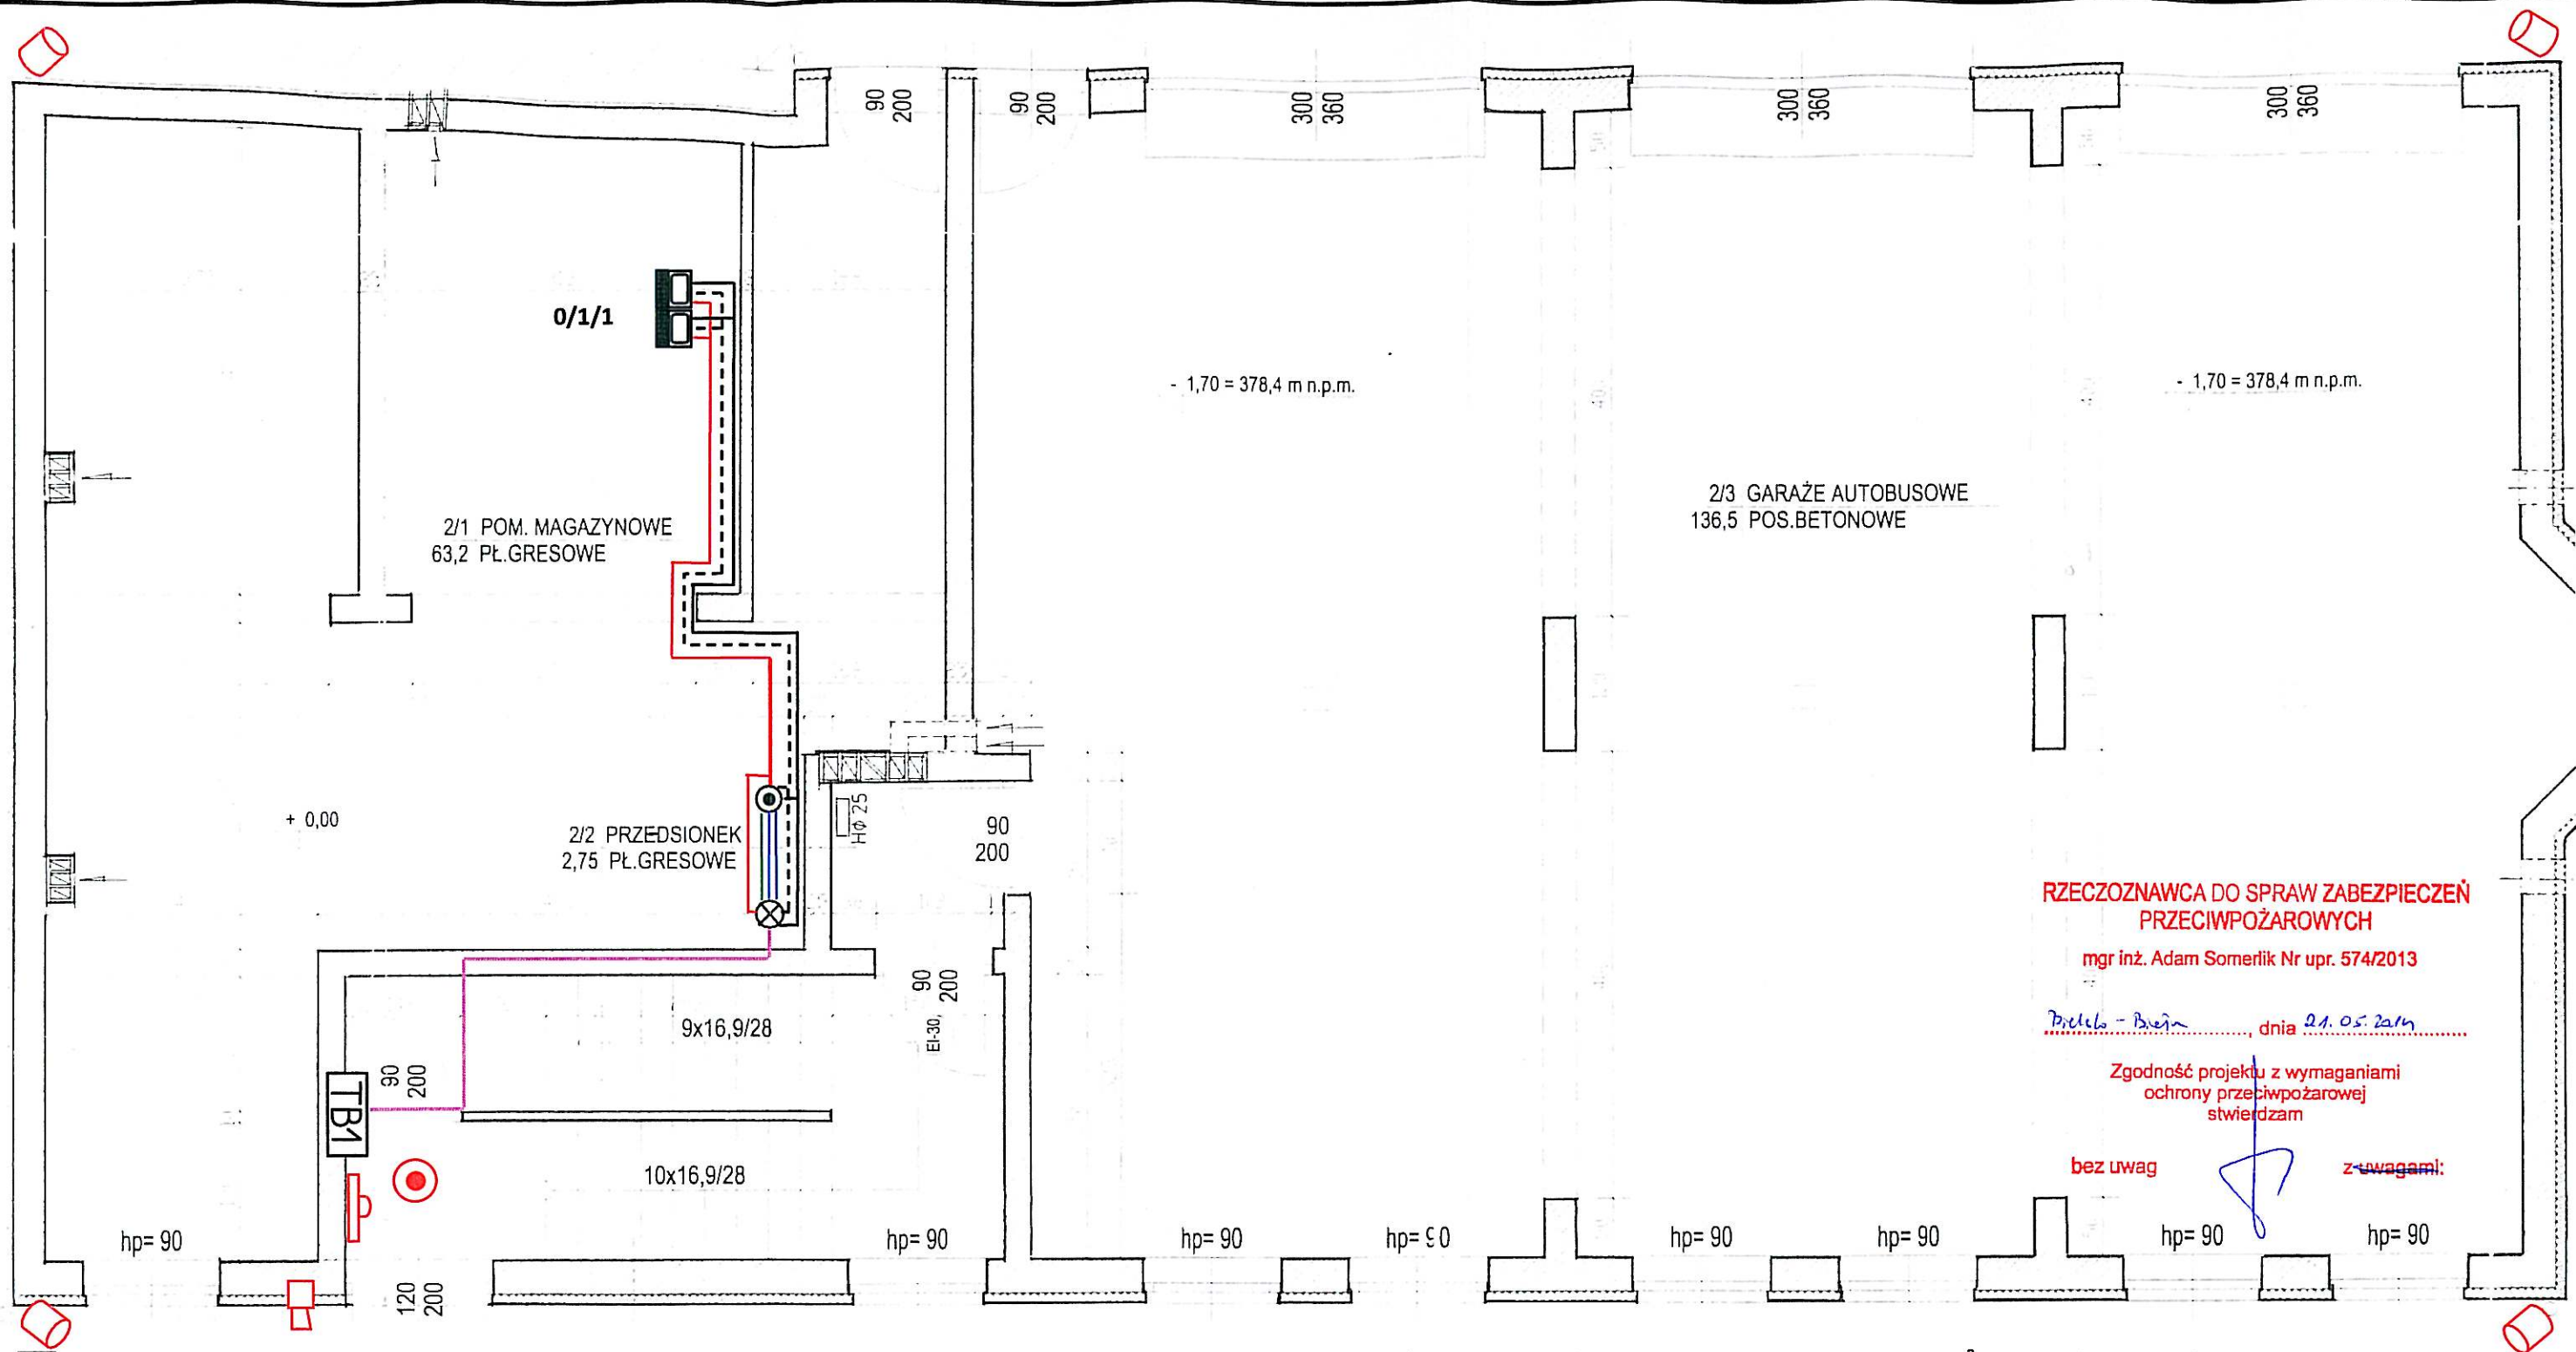 90
200
90
200
300
360
300
360
300
360
0/1/1
- 1,70 = 378,4 m n.p.m.
- 1,70 = 378,4 m n.p.m.
2/1 POM. MAGAZYNOWE
63,2 PŁ.GRESOWE
2/3 GARAŻE AUTOBUSOWE
136,5 POS.BETONOWE
+ 0,00
2/2 PRZEDSIONEK
2,75 PŁ.GRESOWE
HΦ 25
90
200
90
200
EI-30,
9x16,9/28
90
200
TB1
10x16,9/28
RZECZOZNAWCA DO SPRAW ZABEZPIECZEŃ
PRZECIWPOŻAROWYCH
mgr inż. Adam Somerlik Nr upr. 574/2013
, dnia 21.05.
Zgodność projektu z wymaganiami
ochrony przeciwpożarowej
stwierdzam
bez uwag
z uwagami:
hp= 90
hp= 90
hp= 90
hp= 90
hp= 90
hp= 90
hp= 90
hp= 90
120
200